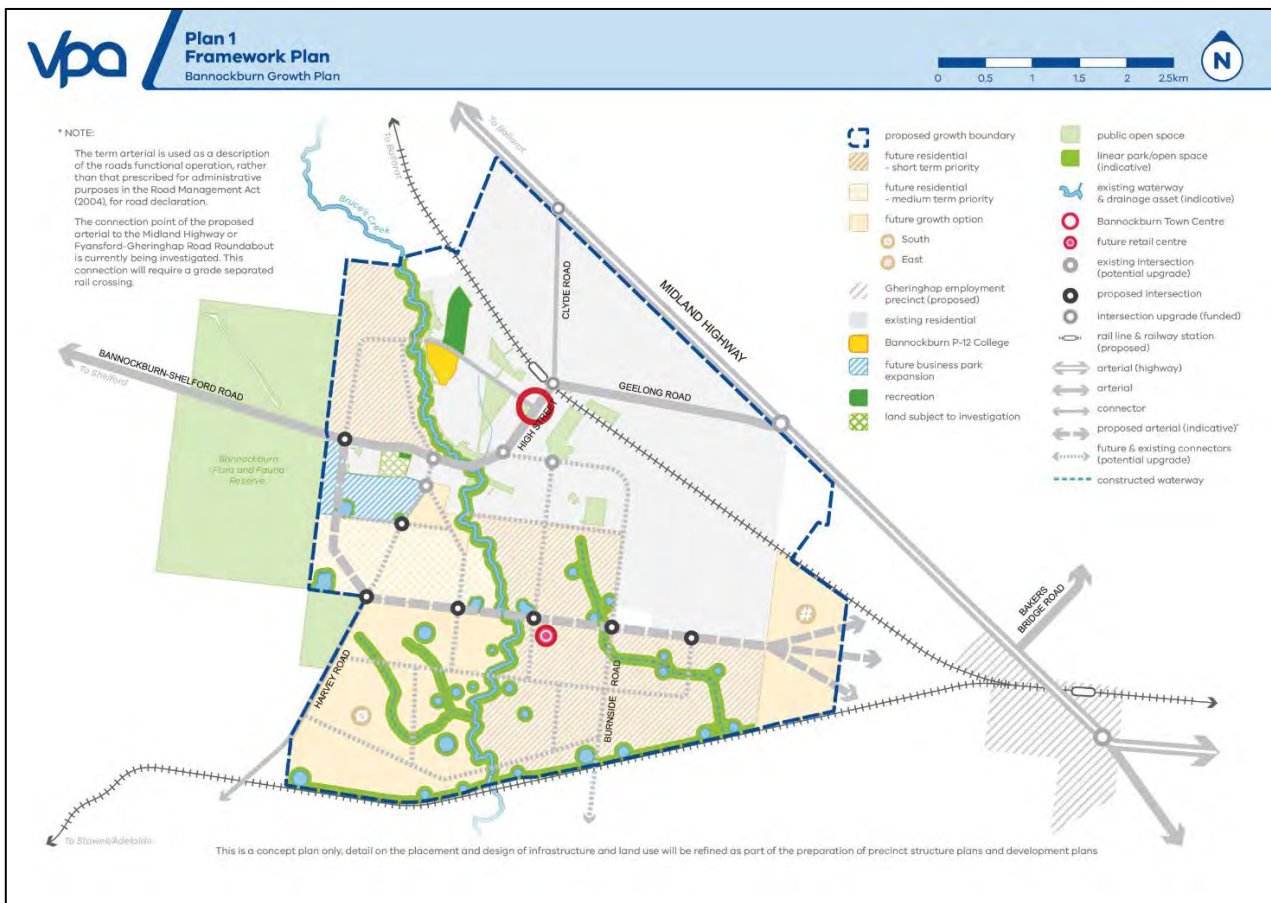 vpa
Plan 1
Framework Plan
Bannockburn Growth Plan
0 0.5 1 1.5 2 2.5km
N
* NOTE:
The term arterial is used as a description
of the roads functional operation, rather
than that prescribed for administrative
purposes in the Road Management Act
(2004), for road declaration.
The connection point of the proposed
arterial to the Midland Highway or
Fyansford-Gheringhap Road Roundabout
is currently being investigated. This
connection will require a grade separated
rail crossing.
proposed growth boundary
future residential
- short term priority
future residential
- medium term priority
future growth option
South
East
Gheringhap employment
precinct (proposed)
existing residential
Bannockburn P-12 College
future business park
expansion
recreation
land subject to investigation
public open space
linear park/open space
(indicative)
existing waterway
& drainage asset (indicative)
Bannockburn Town Centre
future retail centre
existing intersection
(potential upgrade)
proposed intersection
intersection upgrade (funded)
rail line & railway station
(proposed)
arterial (highway)
arterial
connector
proposed arterial (indicative)*
future & existing connectors
(potential upgrade)
constructed waterway
To Ballarat
To Ballarat
Bruce's Creek
CLYDE ROAD
MIDLAND HIGHWAY
BANNOCKBURN-SHELFORD ROAD
To Shelford
GEELONG ROAD
HIGH STREET
Bannockburn
Flora and Fauna
Reserve
BAKERS
BRIDGE ROAD
HARVEY ROAD
BURNSIDE ROAD
To Stawell/Adelaide
This is a concept plan only, detail on the placement and design of infrastructure and land use will be refined as part of the preparation of precinct structure plans and development plans